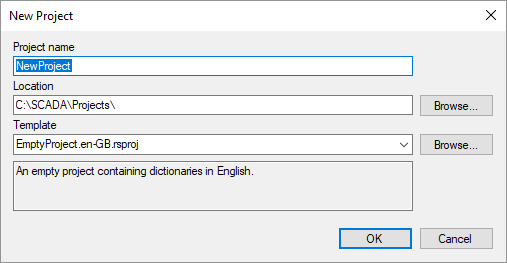 New Project
Project name
NewProject
Location
C:\SCADA\Projects\
Browse...
Template
EmptyProject.en-GB.rsproj
Browse...
An empty project containing dictionaries in English.
OK
Cancel